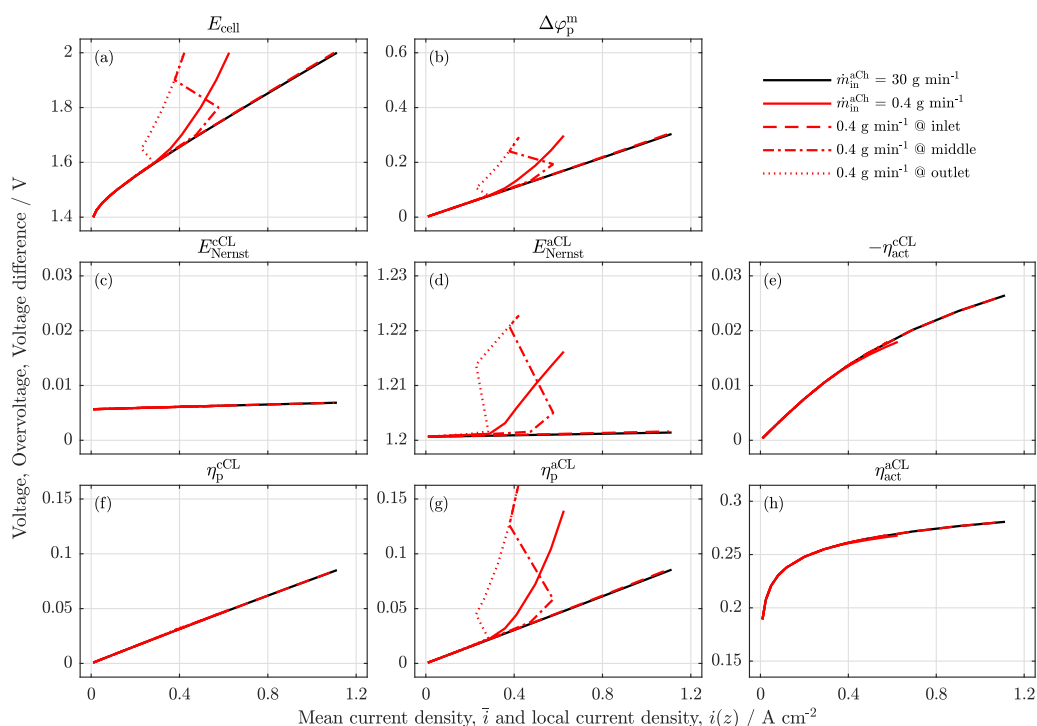 E_cell
Δφ_p^m
(a)
2
1.8
1.6
1.4
(b)
0.6
0.4
0.2
0
ṁ_in^aCh = 30 g min⁻¹
ṁ_in^aCh = 0.4 g min⁻¹
0.4 g min⁻¹ @ inlet
0.4 g min⁻¹ @ middle
0.4 g min⁻¹ @ outlet
E_Nernst^cCL
E_Nernst^aCL
−η_act^cCL
(c)
0.03
0.02
0.01
0
(d)
1.23
1.22
1.21
1.2
(e)
0.03
0.02
0.01
0
η_p^cCL
η_p^aCL
η_act^aCL
(f)
0.15
0.1
0.05
0
(g)
0.15
0.1
0.05
0
(h)
0.3
0.25
0.2
0.15
0 0.4 0.8 1.2
0 0.4 0.8 1.2
0 0.4 0.8 1.2
Voltage, Overvoltage, Voltage difference / V
Mean current density, i̅ and local current density, i(z) / A cm⁻²